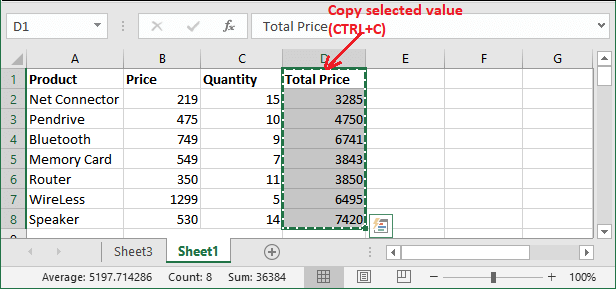 Copy selected value
(CTRL+C)
D1 fx Total Price
A B C D E F G
1 Product Price Quantity Total Price
2 Net Connector 219 15 3285
3 Pendrive 475 10 4750
4 Bluetooth 749 9 6741
5 Memory Card 549 7 3843
6 Router 350 11 3850
7 WireLess 1299 5 6495
8 Speaker 530 14 7420
Sheet3 Sheet1
Average: 5197.714286 Count: 8 Sum: 36384 100%